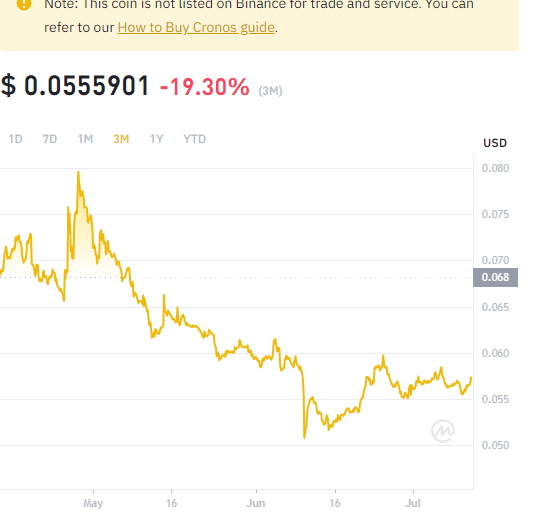 Note: This coin is not listed on Binance for trade and service. You can
refer to our How to Buy Cronos guide.
$ 0.0555901 -19.30% (3M)
1D 7D 1M 3M 1Y YTD
USD
0.080
0.075
0.070
0.068
0.065
0.060
0.055
0.050
May 16 Jun 16 Jul